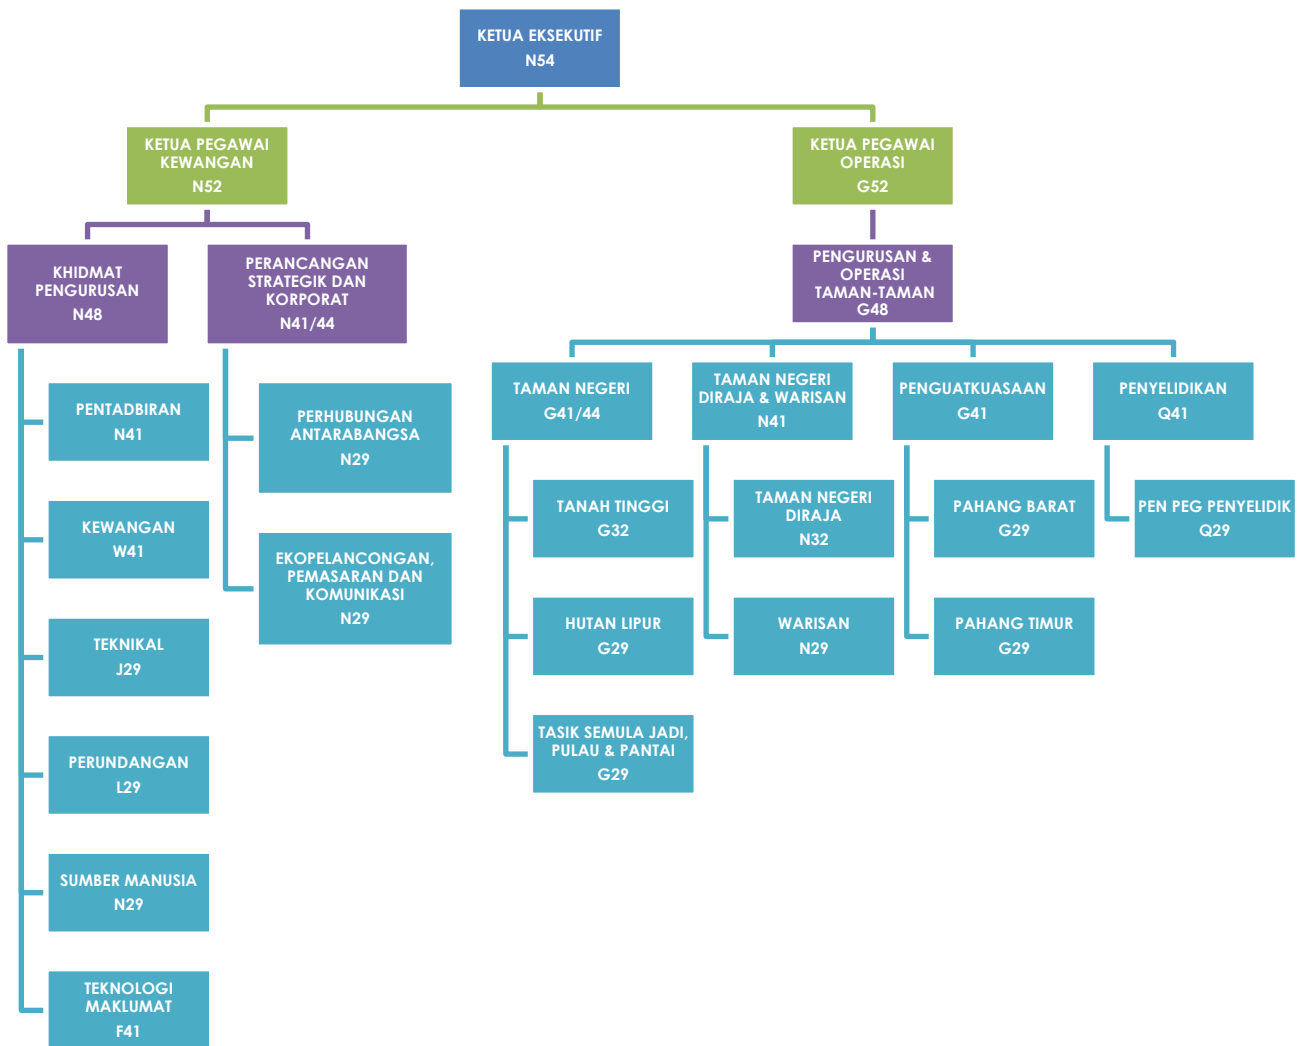 KETUA EKSEKUTIF
N54
KETUA PEGAWAI
KEWANGAN
N52
KETUA PEGAWAI
OPERASI
G52
KHIDMAT
PENGURUSAN
N48
PERANCANGAN
STRATEGIK DAN
KORPORAT
N41/44
PENGURUSAN &
OPERASI
TAMAN-TAMAN
G48
PENTADBIRAN
N41
KEWANGAN
W41
TEKNIKAL
J29
PERUNDANGAN
L29
SUMBER MANUSIA
N29
TEKNOLOGI
MAKLUMAT
F41
PERHUBUNGAN
ANTARABANGSA
N29
EKOPELANCONGAN,
PEMASARAN DAN
KOMUNIKASI
N29
TAMAN NEGERI
G41/44
TANAH TINGGI
G32
HUTAN LIPUR
G29
TASIK SEMULA JADI,
PULAU & PANTAI
G29
TAMAN NEGERI
DIRAJA & WARISAN
N41
TAMAN NEGERI
DIRAJA
N32
WARISAN
N29
PENGUATKUASAAN
G41
PAHANG BARAT
G29
PAHANG TIMUR
G29
PENYELIDIKAN
Q41
PEN PEG PENYELIDIK
Q29